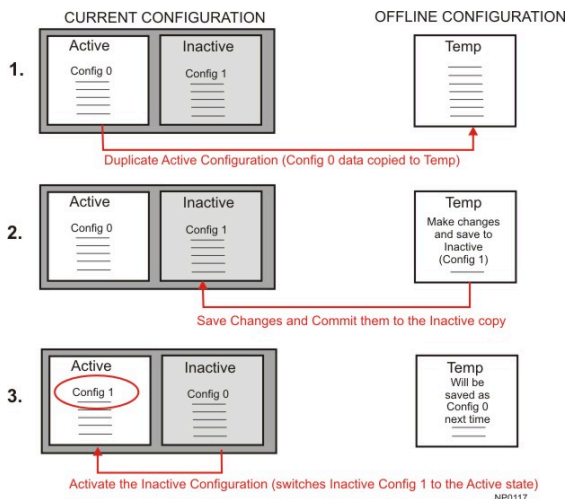 CURRENT CONFIGURATION
OFFLINE CONFIGURATION
1.
Active
Config 0
Inactive
Config 1
Temp
Duplicate Active Configuration (Config 0 data copied to Temp)
2.
Active
Config 0
Inactive
Config 1
Temp
Make changes
and save to
Inactive
(Config 1)
Save Changes and Commit them to the Inactive copy
3.
Active
Config 1
Inactive
Config 0
Temp
Will be
saved as
Config 0
next time
Activate the Inactive Configuration (switches Inactive Config 1 to the Active state)
NP0117